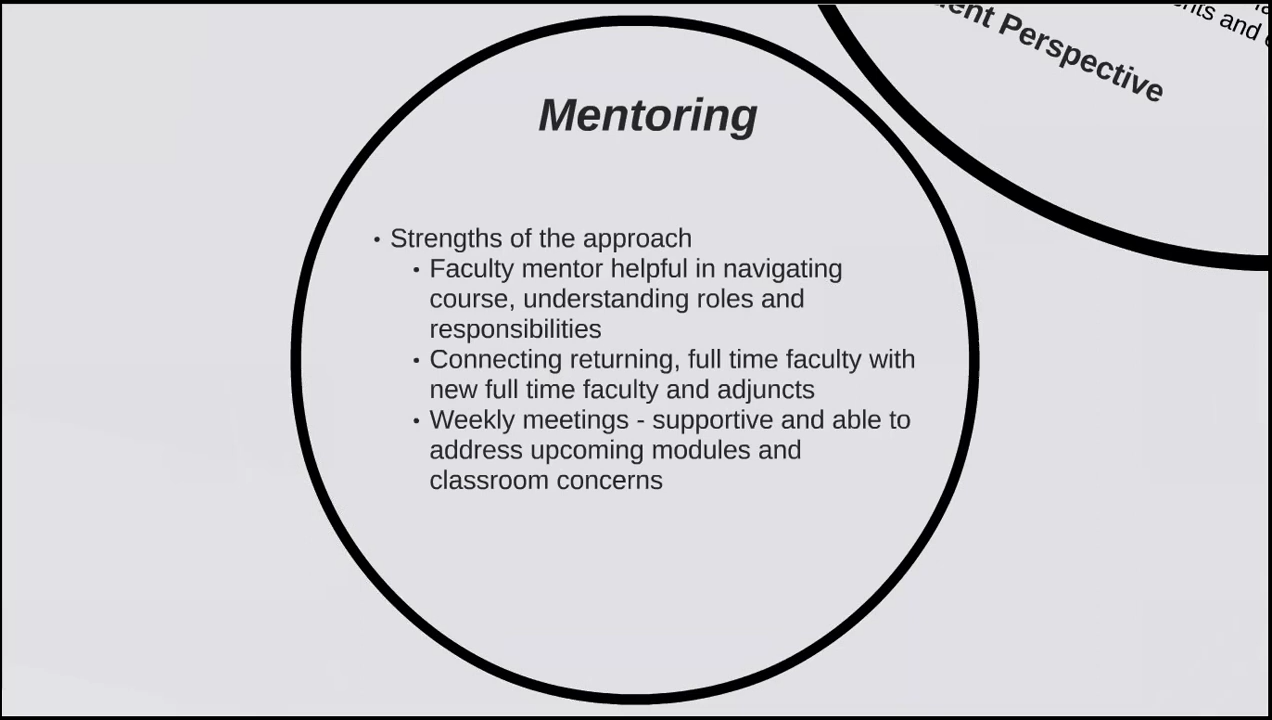 Mentoring
• Strengths of the approach
• Faculty mentor helpful in navigating
course, understanding roles and
responsibilities
• Connecting returning, full time faculty with
new full time faculty and adjuncts
• Weekly meetings - supportive and able to
address upcoming modules and
classroom concerns
and
Perspective